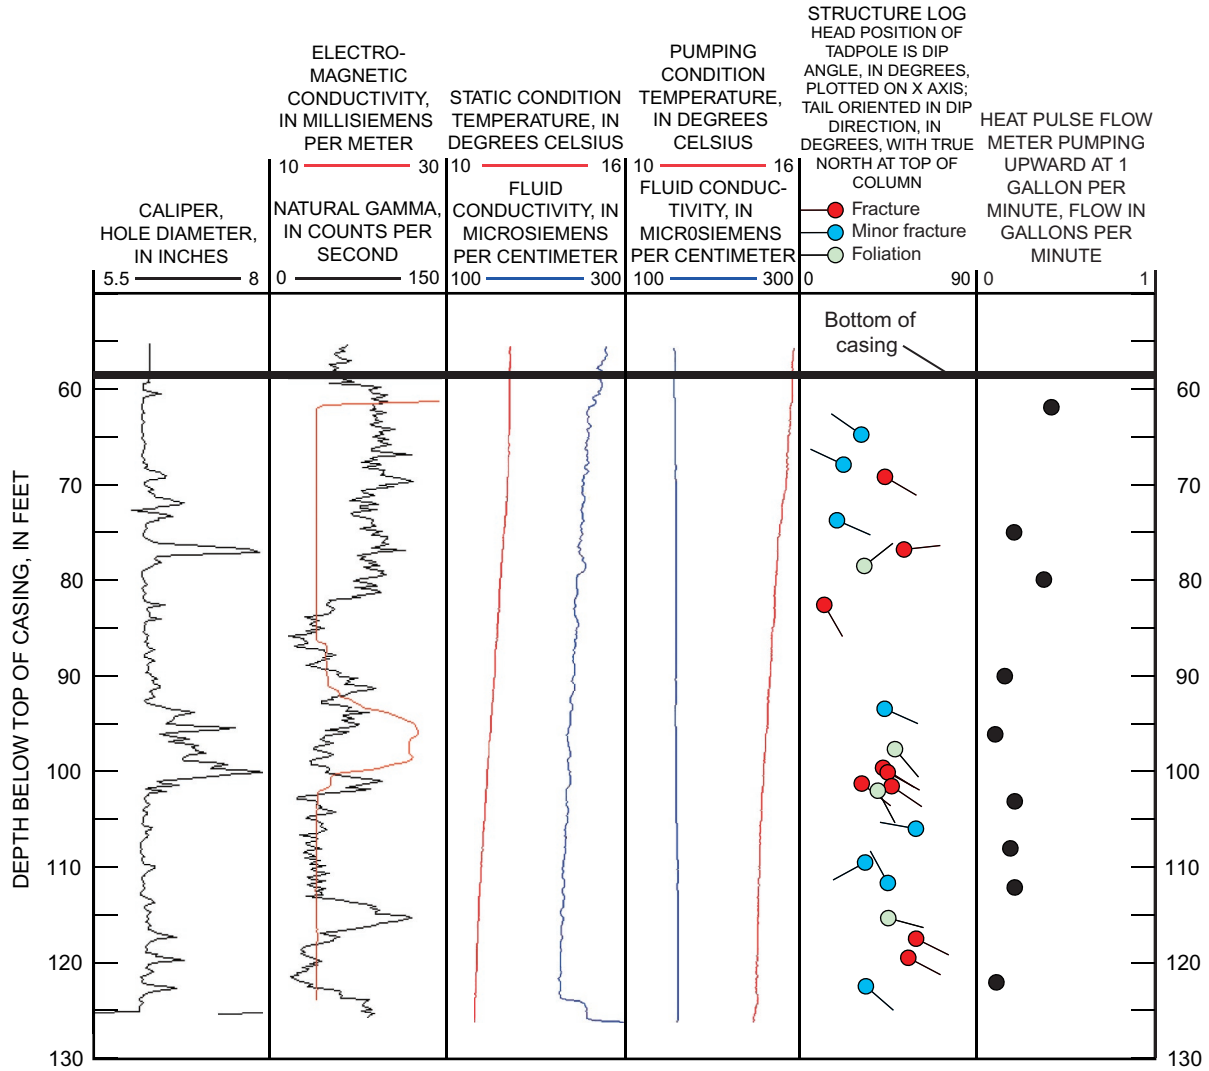 ELECTRO-
MAGNETIC
CONDUCTIVITY,
IN MILLISIEMENS
PER METER
10 30
NATURAL GAMMA,
IN COUNTS PER
SECOND
0 150
CALIPER,
HOLE DIAMETER,
IN INCHES
5.5 8
STATIC CONDITION
TEMPERATURE, IN
DEGREES CELSIUS
10 16
FLUID
CONDUCTIVITY, IN
MICROSIEMENS
PER CENTIMETER
100 300
PUMPING
CONDITION
TEMPERATURE,
IN DEGREES
CELSIUS
10 16
FLUID CONDUC-
TIVITY, IN
MICR0SIEMENS
PER CENTIMETER
100 300
STRUCTURE LOG
HEAD POSITION OF
TADPOLE IS DIP
ANGLE, IN DEGREES,
PLOTTED ON X AXIS;
TAIL ORIENTED IN DIP
DIRECTION, IN
DEGREES, WITH TRUE
NORTH AT TOP OF
COLUMN
Fracture
Minor fracture
Foliation
0 90
HEAT PULSE FLOW
METER PUMPING
UPWARD AT 1
GALLON PER
MINUTE, FLOW IN
GALLONS PER
MINUTE
0 1
Bottom of
casing
DEPTH BELOW TOP OF CASING, IN FEET
60 60
70 70
80 80
90 90
100 100
110 110
120 120
130 130